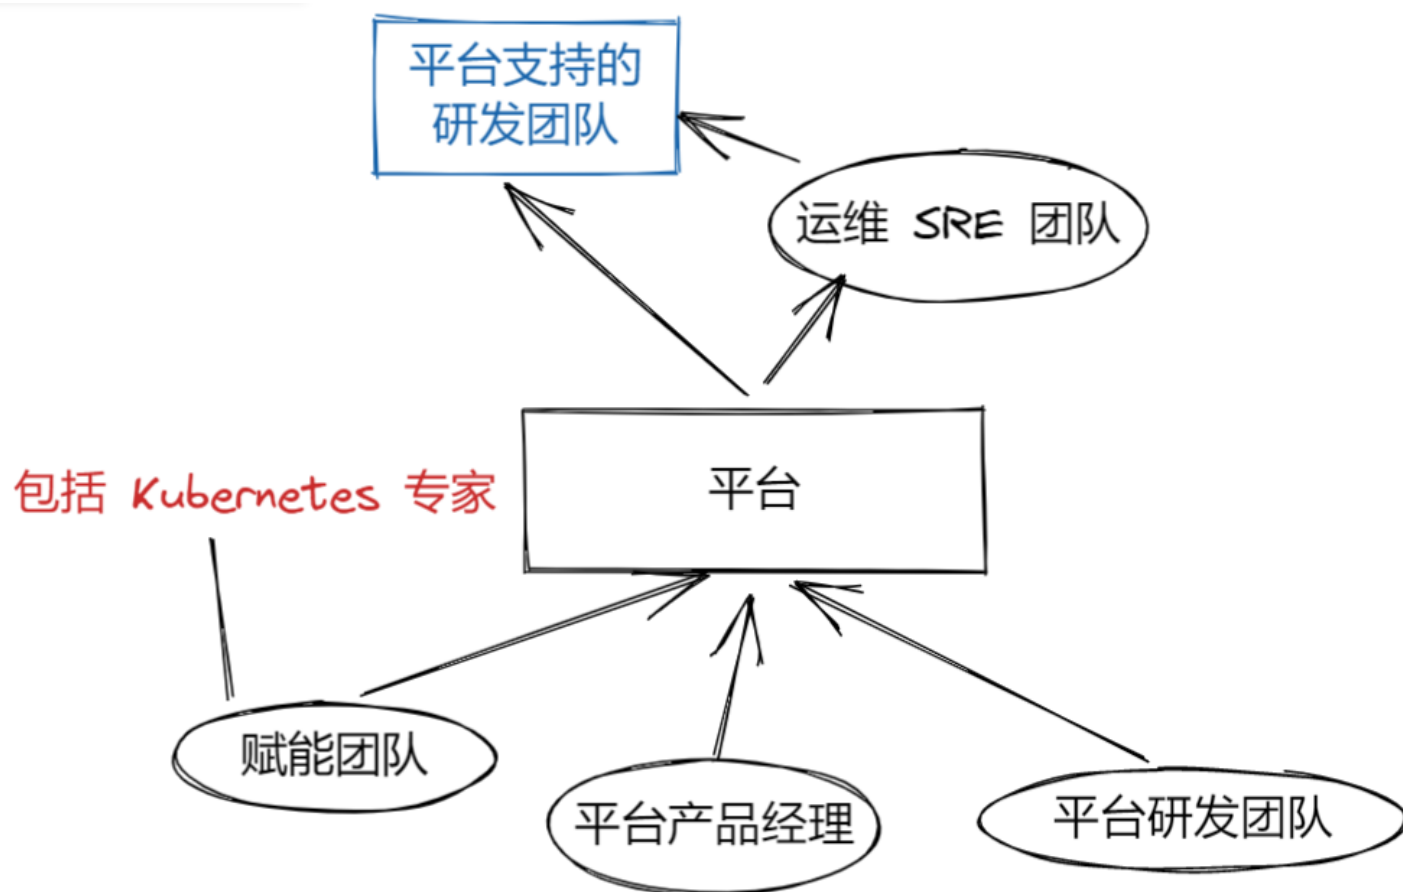 平台支持的
研发团队
运维 SRE 团队
平台
包括 Kubernetes 专家
赋能团队
平台产品经理
平台研发团队